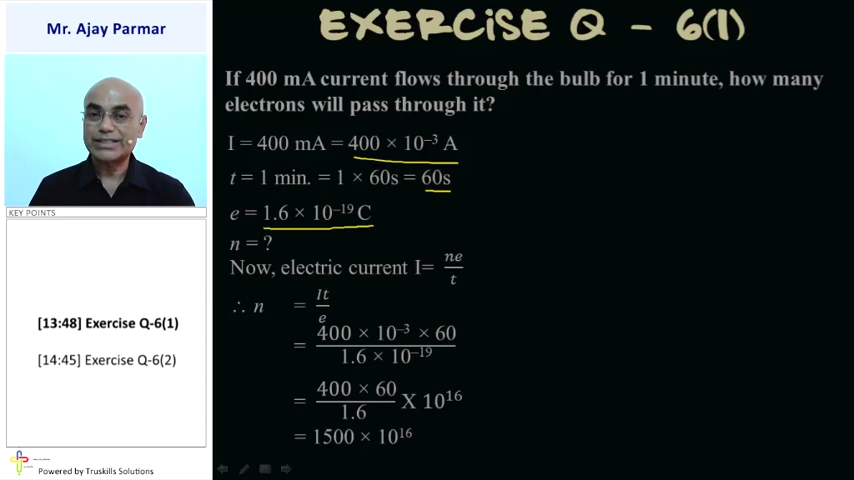 Mr. Ajay Parmar
EXERCISE Q - 6(1)
If 400 mA current flows through the bulb for 1 minute, how many
electrons will pass through it?
I = 400 mA = 400 × 10⁻³ A
t = 1 min. = 1 × 60s = 60s
e = 1.6 × 10⁻¹⁹ C
n = ?
Now, electric current I= ne/t
∴ n = It/e
= 400 × 10⁻³ × 60 / 1.6 × 10⁻¹⁹
= 400 × 60 / 1.6 X 10¹⁶
= 1500 × 10¹⁶
KEY POINTS
[13:48] Exercise Q-6(1)
[14:45] Exercise Q-6(2)
Powered by Truskills Solutions